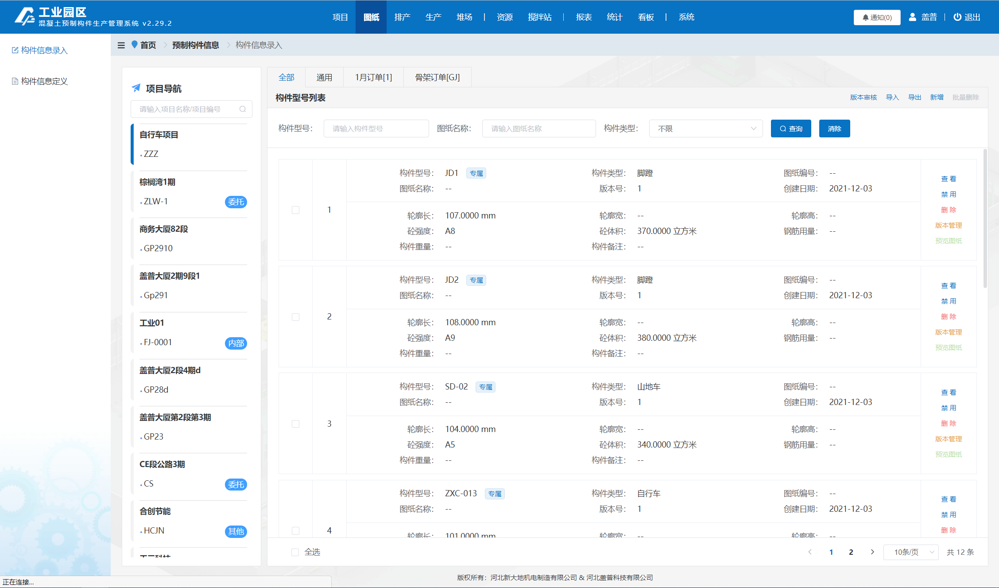 工业园区
混凝土预制构件生产管理系统 v2.29.2
项目 图纸 排产 生产 堆场 | 资源 搅拌站 | 报表 统计 看板 | 系统
通知(0) 盖普 | 退出
构件信息录入
构件信息定义
首页 > 预制构件信息 > 构件信息录入
项目导航
请输入项目名称/项目编号
自行车项目
ZZZ
棕榈湾1期
ZLW-1 委托
商务大厦82段
GP2910
盖普大厦2期9段1
Gp291
工业01
FJ-0001 内部
盖普大厦2段4期d
GP28d
盖普大厦第2段第3期
GP23
CE段公路3期
CS 委托
合创节能
HCJN 其他
全部 通用 1月订单[1] 骨架订单[GJ]
构件型号列表
版本审核 导入 导出 新增 批量删除
构件型号: 请输入构件型号 图纸名称: 请输入图纸名称 构件类型: 不限 查询 清除
1
构件型号: JD1 专属 构件类型: 脚蹬 图纸编号: --
图纸名称: -- 版本号: 1 创建日期: 2021-12-03
轮廓长: 107.0000 mm 轮廓宽: -- 轮廓高: --
砼强度: A8 砼体积: 370.0000 立方米 钢筋用量: --
构件重量: -- 构件备注: --
查看
禁用
删除
版本管理
预览图纸
2
构件型号: JD2 专属 构件类型: 脚蹬 图纸编号: --
图纸名称: -- 版本号: 1 创建日期: 2021-12-03
轮廓长: 108.0000 mm 轮廓宽: -- 轮廓高: --
砼强度: A9 砼体积: 380.0000 立方米 钢筋用量: --
构件重量: -- 构件备注: --
查看
禁用
删除
版本管理
预览图纸
3
构件型号: SD-02 专属 构件类型: 山地车 图纸编号: --
图纸名称: -- 版本号: 1 创建日期: 2021-12-03
轮廓长: 104.0000 mm 轮廓宽: -- 轮廓高: --
砼强度: A5 砼体积: 340.0000 立方米 钢筋用量: --
构件重量: -- 构件备注: --
查看
禁用
删除
版本管理
预览图纸
4
构件型号: ZXC-013 专属 构件类型: 自行车 图纸编号: --
图纸名称: -- 版本号: 1 创建日期: 2021-12-03
轮廓长: 101.0000 mm 轮廓宽: -- 轮廓高: --
查看
禁用
删除
全选
< 1 2 > 10条/页 共 12 条
版权所有：河北新大地机电制造有限公司 & 河北盖普科技有限公司
正在连接...